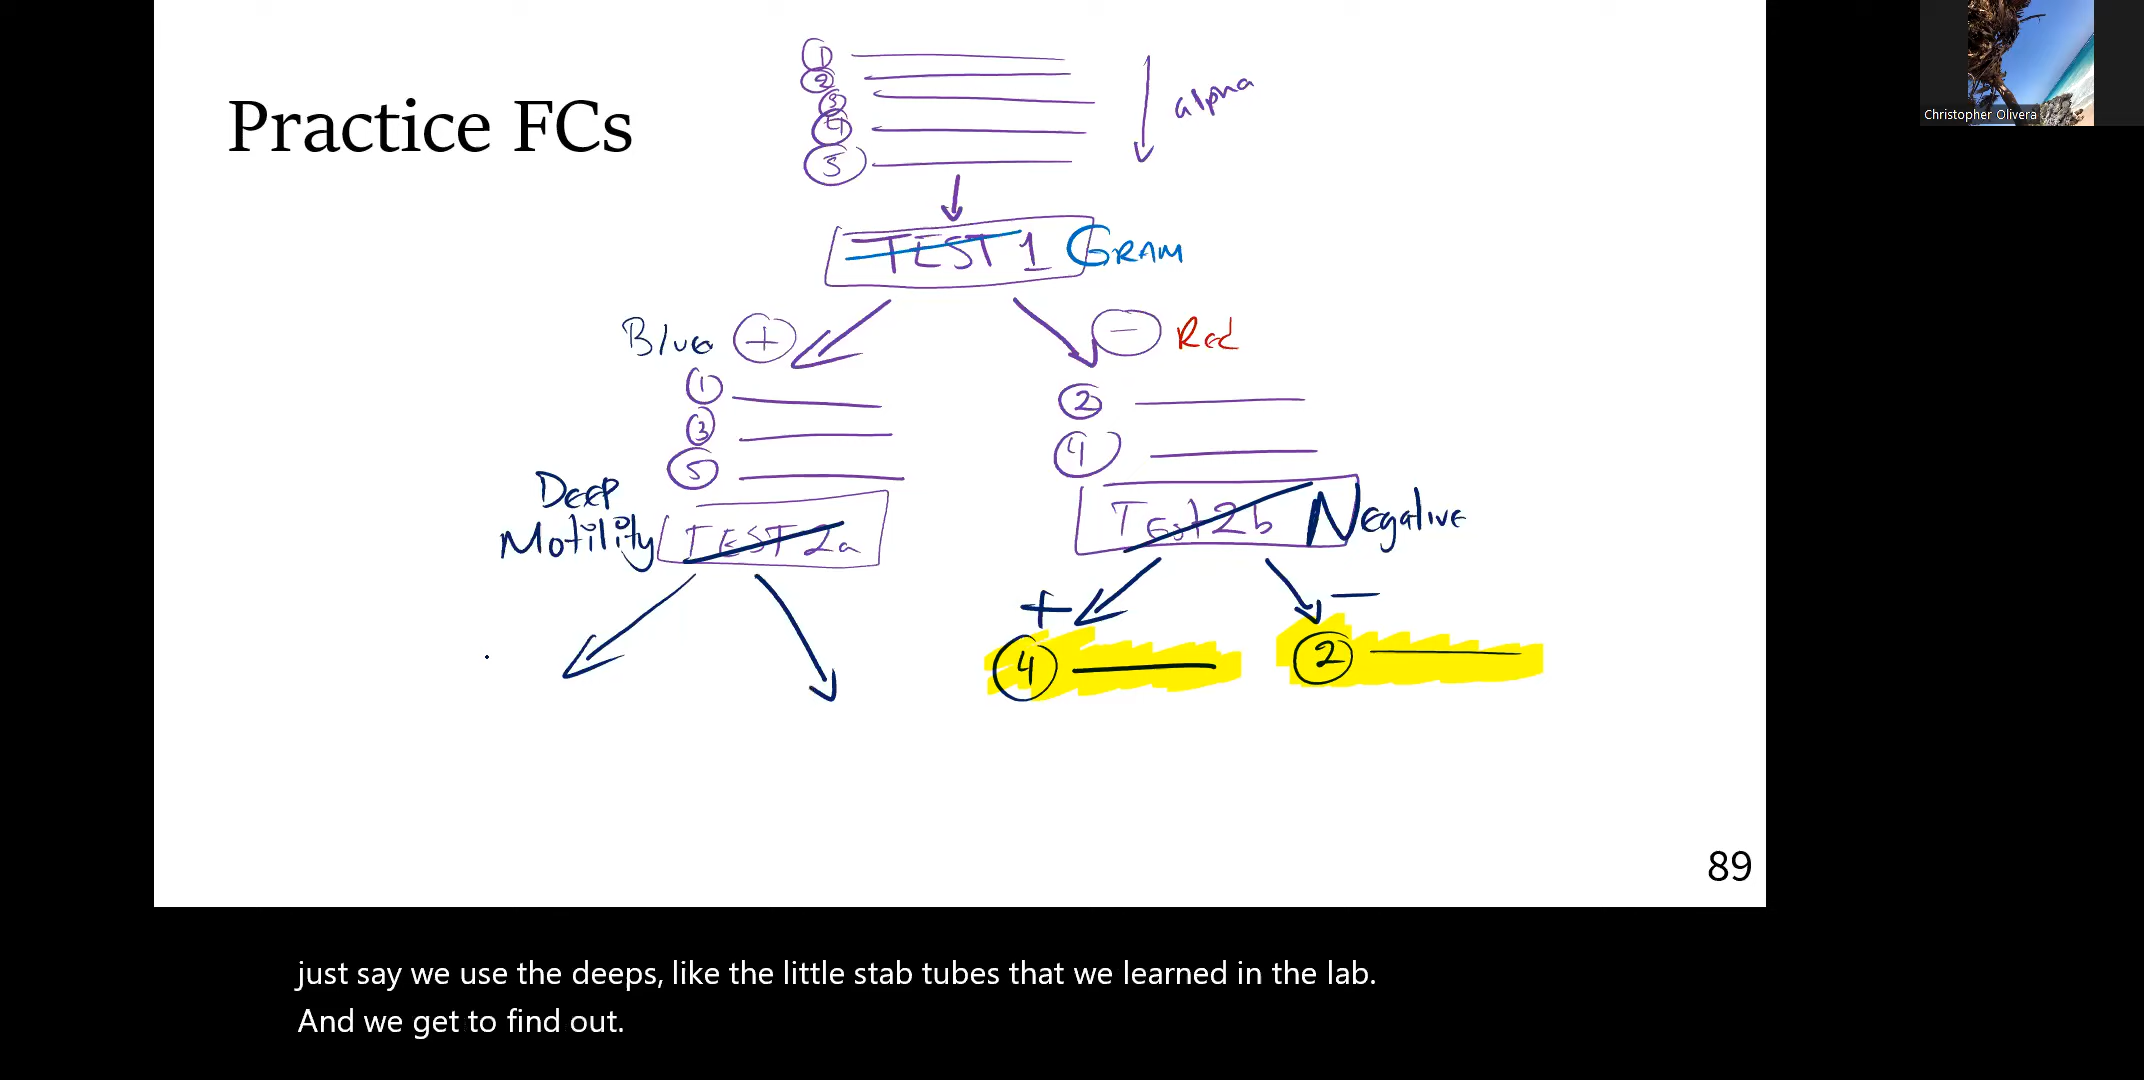 Practice FCs
①
②
③
④
⑤
alpha
TEST 1 GRAM
Blue +
− Red
①
③
⑤
②
④
Deep
Motility TEST 2a
Test 2b Negative
+
−
④
②
89
Christopher Olivera
just say we use the deeps, like the little stab tubes that we learned in the lab.
And we get to find out.